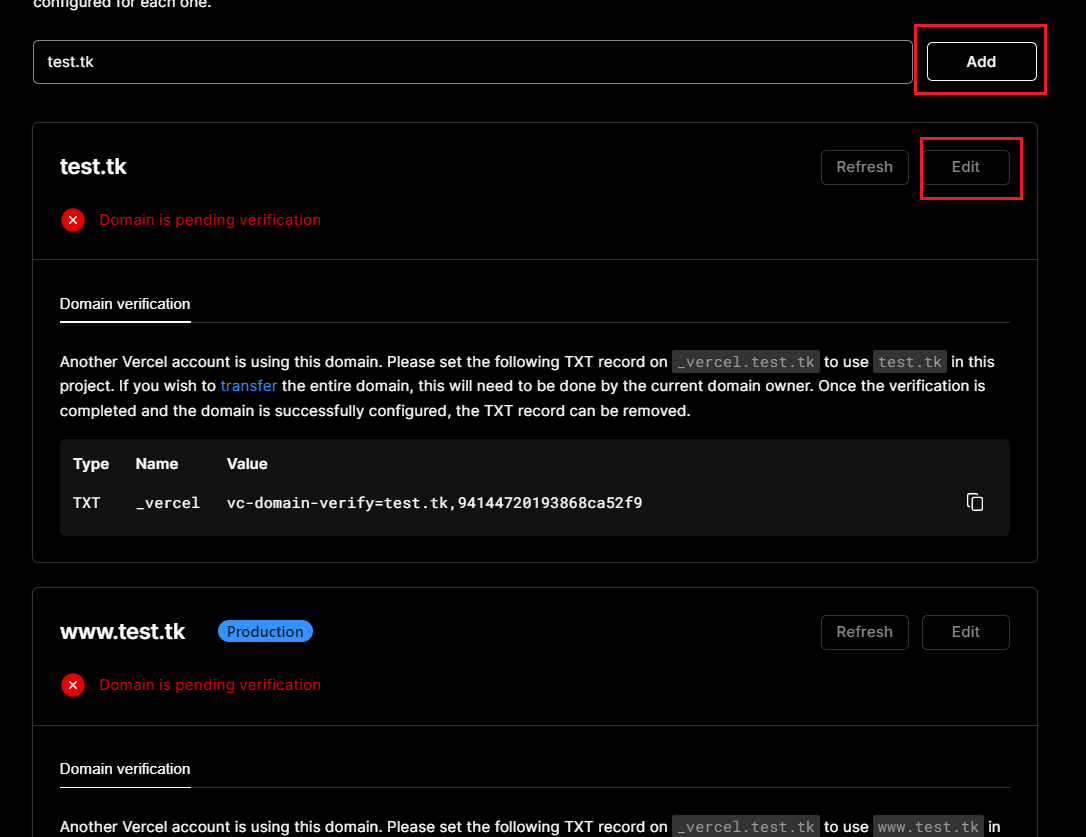 configured for each one.
test.tk
Add
test.tk
Refresh
Edit
Domain is pending verification
Domain verification
Another Vercel account is using this domain. Please set the following TXT record on _vercel.test.tk to use test.tk in this
project. If you wish to transfer the entire domain, this will need to be done by the current domain owner. Once the verification is
completed and the domain is successfully configured, the TXT record can be removed.
Type Name Value
TXT _vercel vc-domain-verify=test.tk,94144720193868ca52f9
www.test.tk
Production
Refresh
Edit
Domain is pending verification
Domain verification
Another Vercel account is using this domain. Please set the following TXT record on _vercel.test.tk to use www.test.tk in